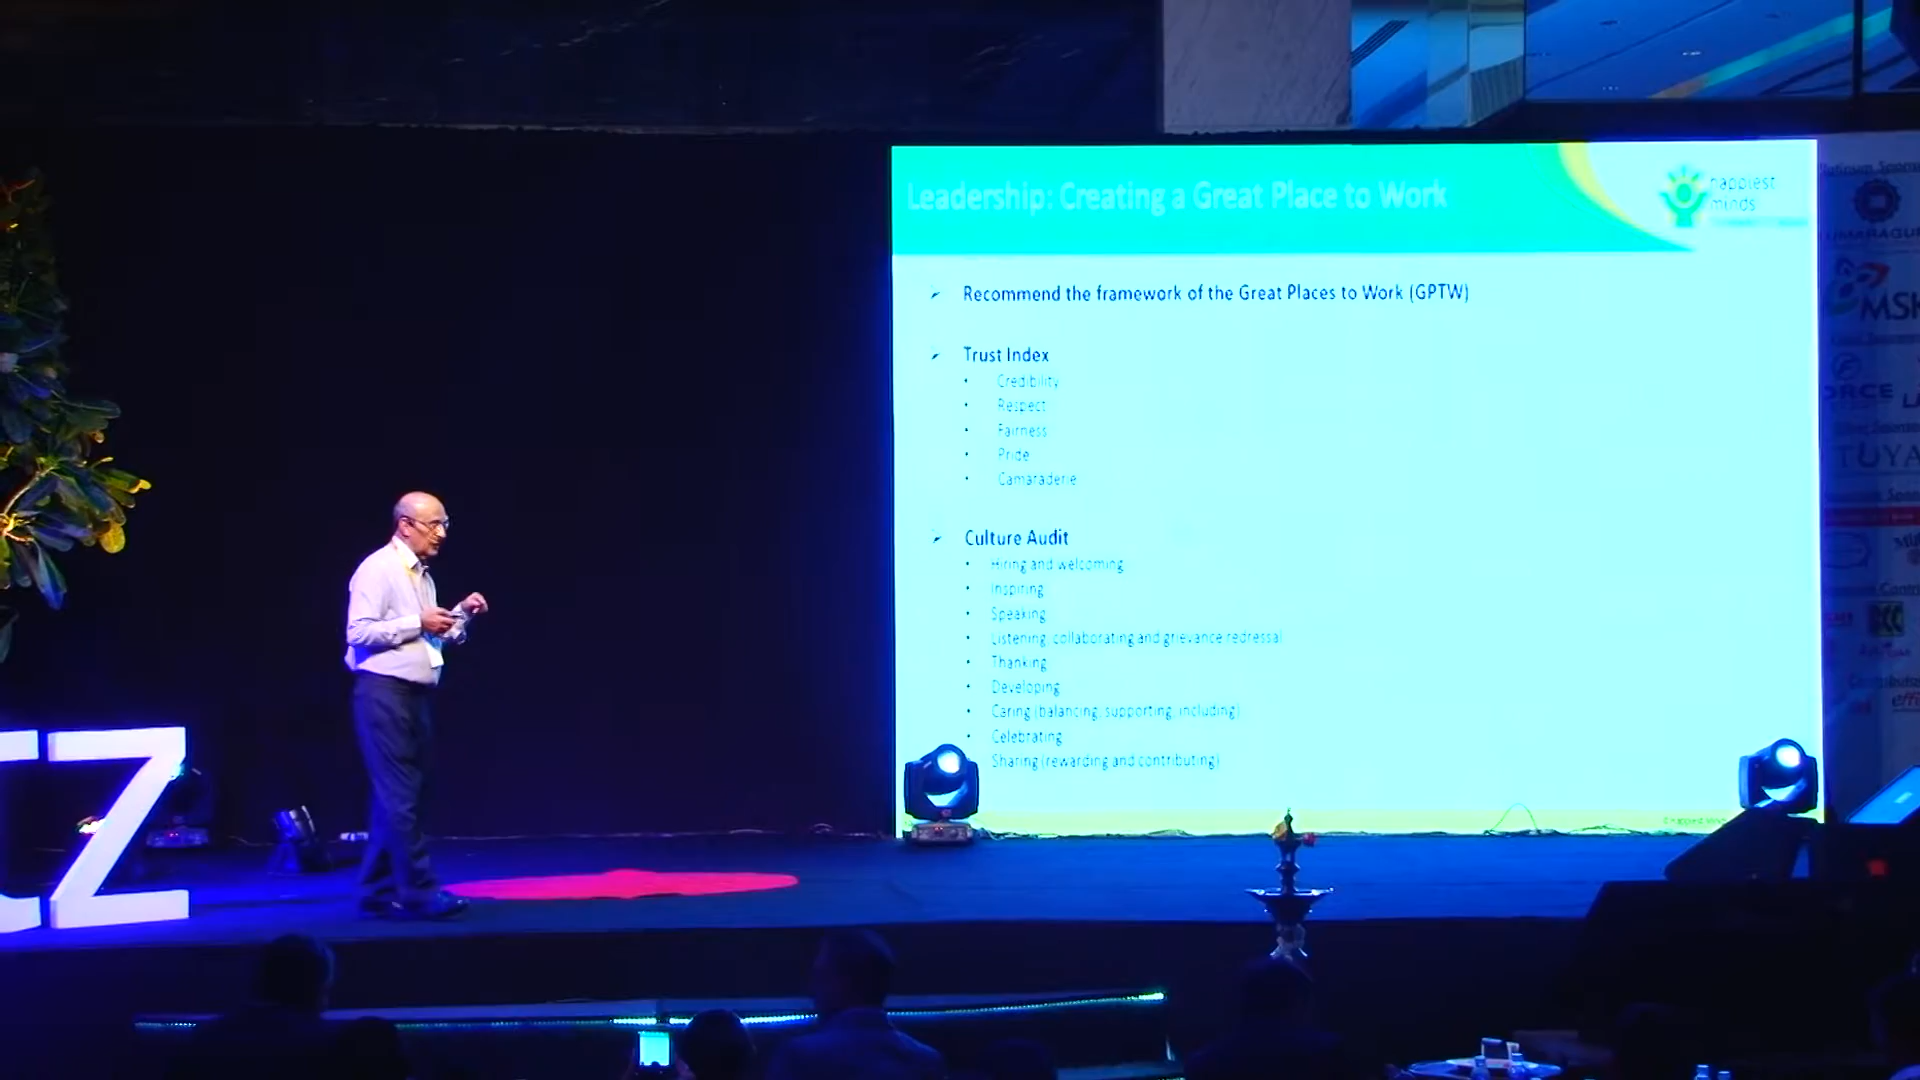 Leadership: Creating a Great Place to Work
happiest
minds
Recommend the framework of the Great Places to Work (GPTW)
Trust Index
Credibility
Respect
Fairness
Pride
Camaraderie
Culture Audit
Hiring and welcoming
Inspiring
Speaking
Listening, collaborating and grievance redressal
Thanking
Developing
Caring (balancing, supporting, including)
Celebrating
Sharing (rewarding and contributing)
MSK
TUYA
Z